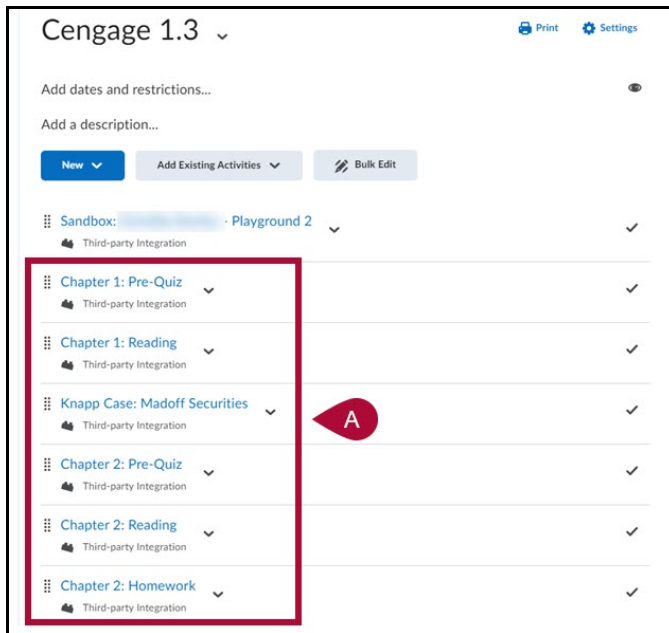 Cengage 1.3
Print
Settings
Add dates and restrictions...
Add a description...
New
Add Existing Activities
Bulk Edit
Sandbox: - Playground 2
Third-party Integration
Chapter 1: Pre-Quiz
Third-party Integration
Chapter 1: Reading
Third-party Integration
Knapp Case: Madoff Securities
Third-party Integration
A
Chapter 2: Pre-Quiz
Third-party Integration
Chapter 2: Reading
Third-party Integration
Chapter 2: Homework
Third-party Integration